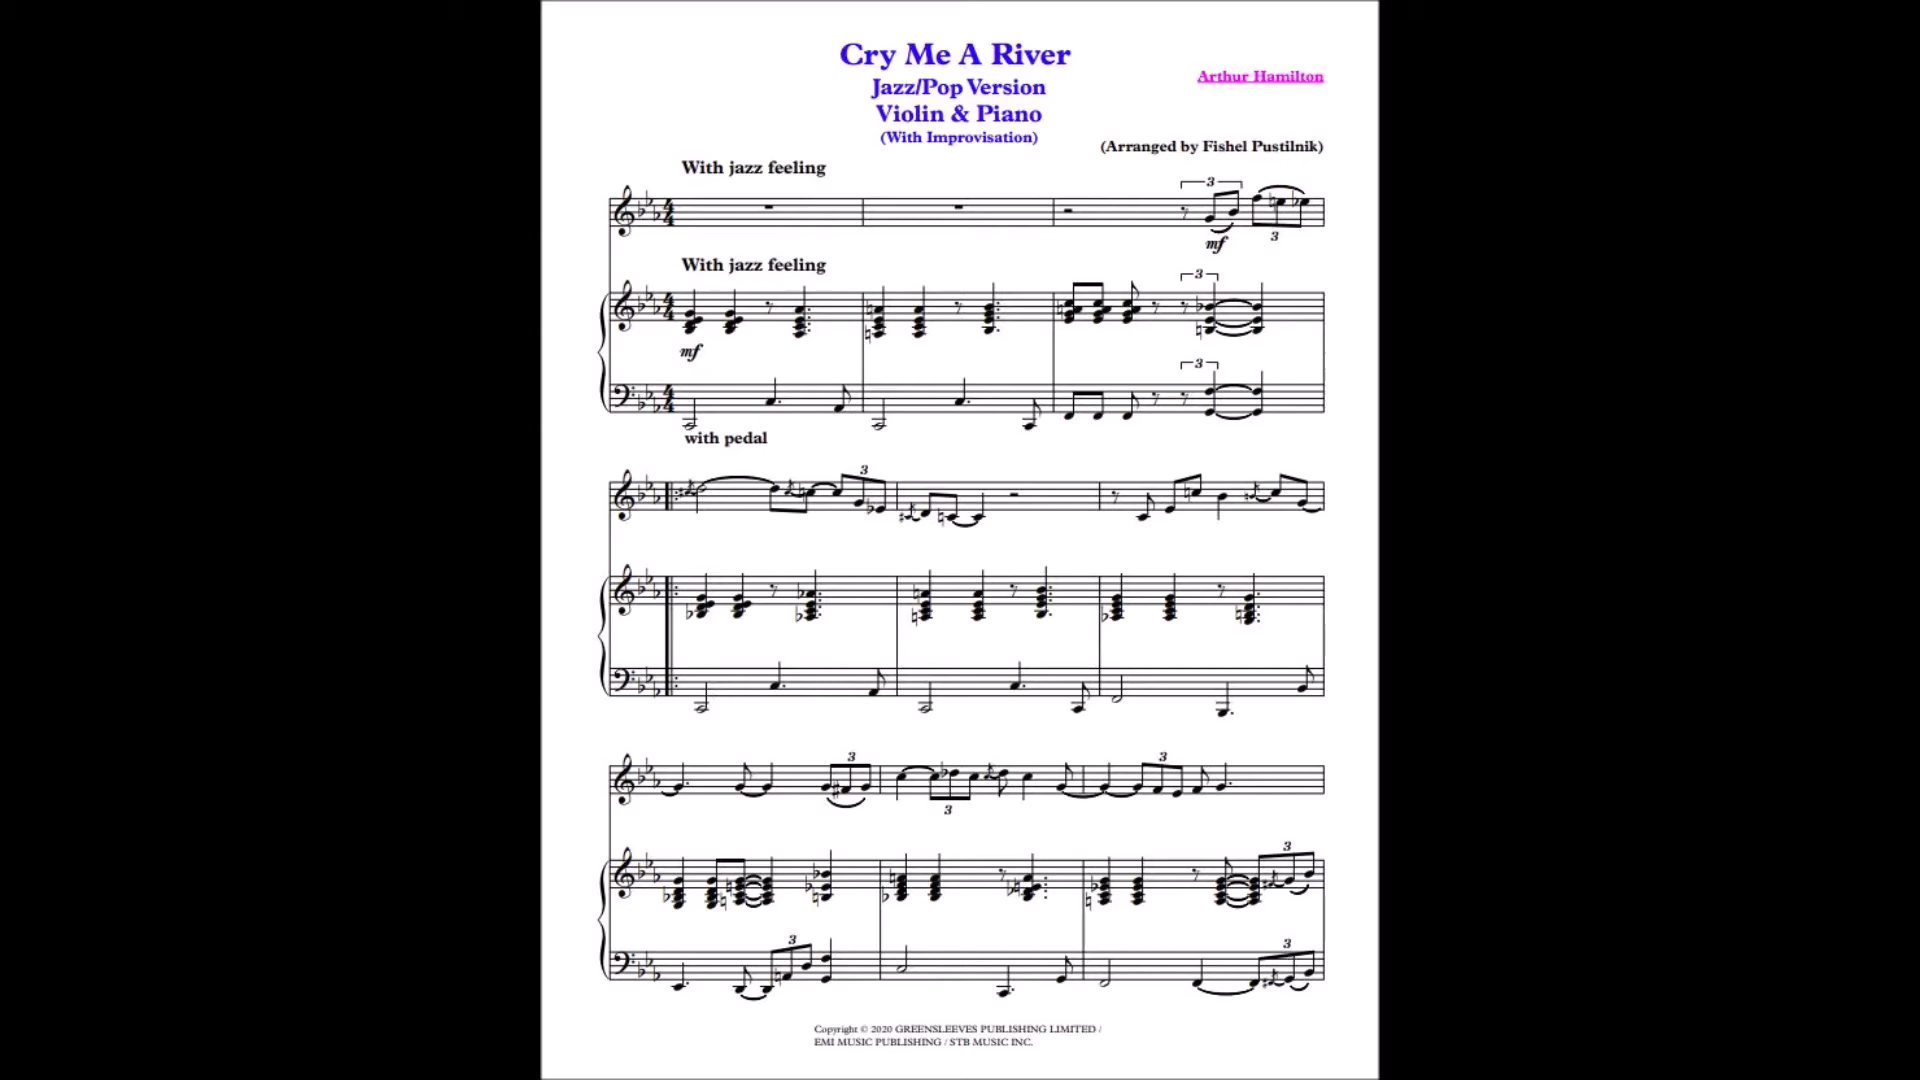 Cry Me A River
Jazz/Pop Version
Arthur Hamilton
Violin & Piano
(With Improvisation)
(Arranged by Fishel Pustilnik)
With jazz feeling
3
mf
3
With jazz feeling
3
mf
3
with pedal
3
3
3
3
3
3
3
Copyright © 2020 GREENSLEEVES PUBLISHING LIMITED /
EMI MUSIC PUBLISHING / STB MUSIC INC.